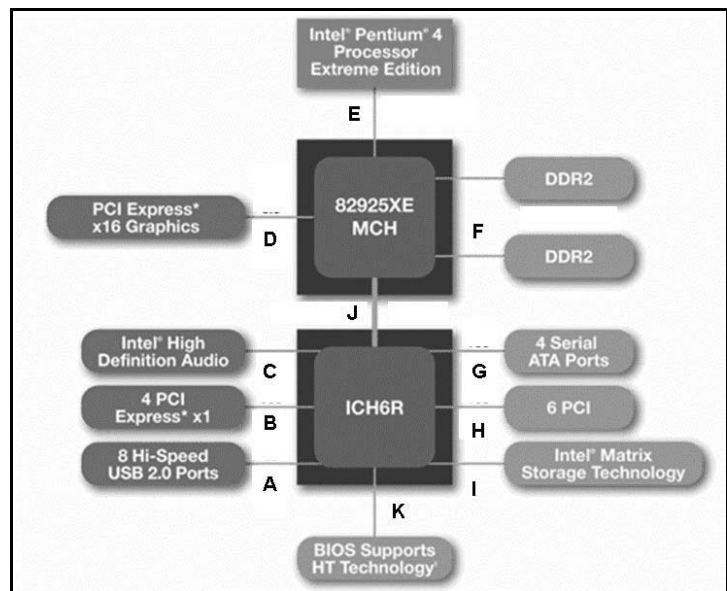 Intel® Pentium® 4
Processor
Extreme Edition
E
82925XE
MCH
DDR2
PCI Express*
x16 Graphics
D
F
DDR2
J
Intel® High
Definition Audio
C
4 Serial
ATA Ports
G
4 PCI
Express* x1
B
ICH6R
6 PCI
H
8 Hi-Speed
USB 2.0 Ports
A
Intel® Matrix
Storage Technology
I
K
BIOS Supports
HT Technology¹